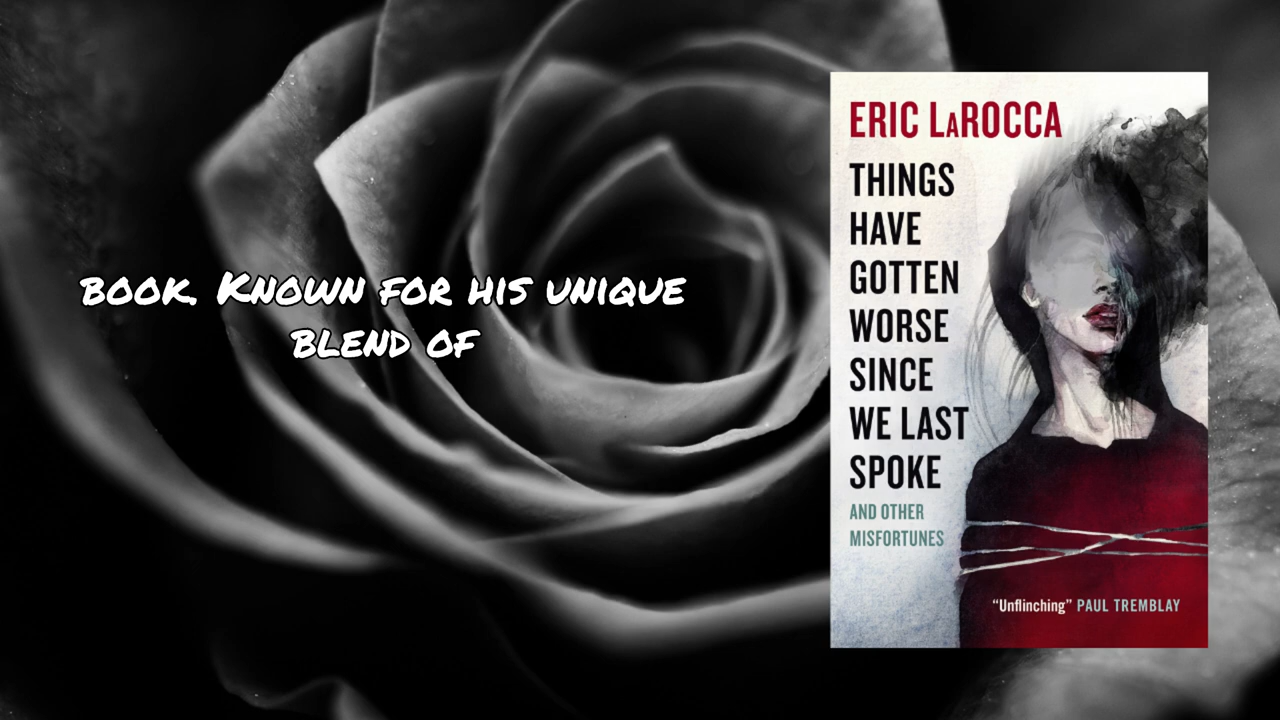 BOOK. KNOWN FOR HIS UNIQUE
BLEND OF
ERIC LAROCCA
THINGS
HAVE
GOTTEN
WORSE
SINCE
WE LAST
SPOKE
AND OTHER
MISFORTUNES
“Unflinching” PAUL TREMBLAY